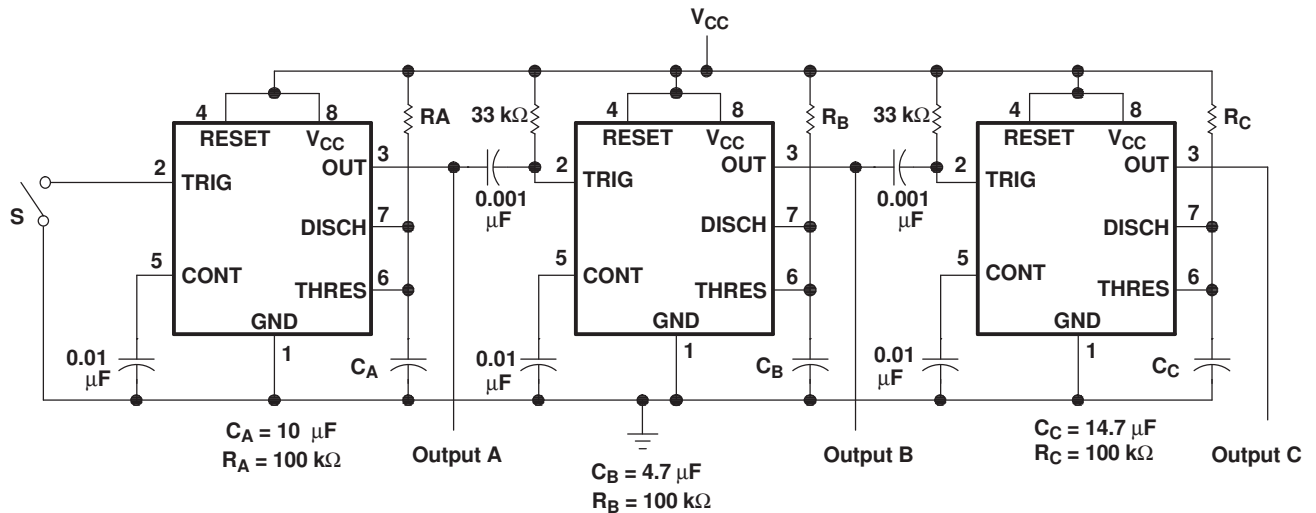 VCC
4
8
RESET
VCC
RA
33 kΩ
4
8
RESET
VCC
RB
33 kΩ
4
8
RESET
VCC
RC
S
2
TRIG
OUT
3
0.001
μF
2
TRIG
OUT
3
0.001
μF
2
TRIG
OUT
3
DISCH
7
DISCH
7
DISCH
7
5
CONT
THRES
6
5
CONT
THRES
6
5
CONT
THRES
6
GND
1
GND
1
GND
1
0.01
μF
CA
0.01
μF
CB
0.01
μF
CC
CA = 10 μF
RA = 100 kΩ
Output A
CB = 4.7 μF
RB = 100 kΩ
Output B
CC = 14.7 μF
RC = 100 kΩ
Output C